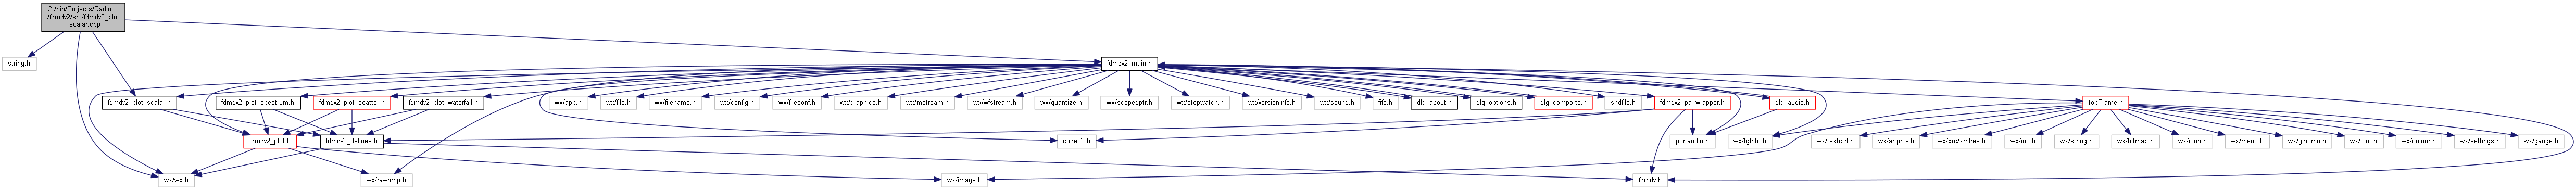 C:/bin/Projects/Radio
/fdmdv2/src/fdmdv2_plot
_scalar.cpp
string.h
fdmdv2_main.h
fdmdv2_plot_scalar.h
fdmdv2_plot_spectrum.h
fdmdv2_plot_scatter.h
fdmdv2_plot_waterfall.h
wx/app.h
wx/file.h
wx/filename.h
wx/config.h
wx/fileconf.h
wx/graphics.h
wx/mstream.h
wx/wfstream.h
wx/quantize.h
wx/scopedptr.h
wx/stopwatch.h
wx/versioninfo.h
wx/sound.h
fifo.h
dlg_about.h
dlg_options.h
dlg_comports.h
sndfile.h
fdmdv2_pa_wrapper.h
dlg_audio.h
topFrame.h
fdmdv2_plot.h
fdmdv2_defines.h
codec2.h
portaudio.h
wx/tglbtn.h
wx/textctrl.h
wx/artprov.h
wx/xrc/xmlres.h
wx/intl.h
wx/string.h
wx/bitmap.h
wx/icon.h
wx/menu.h
wx/gdicmn.h
wx/font.h
wx/colour.h
wx/settings.h
wx/gauge.h
wx/wx.h
wx/rawbmp.h
wx/image.h
fdmdv.h